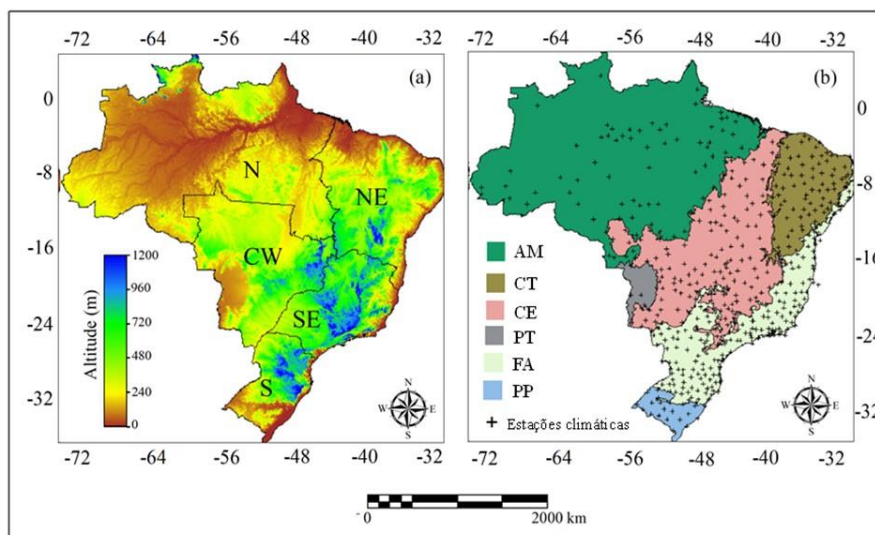 -72 -64 -56 -48 -40 -32
-72 -64 -56 -48 -40 -32
(a)
(b)
0
-8
-16
-24
-32
0
-8
-16
-24
-32
N
NE
CW
SE
S
Altitude (m)
1200
960
720
480
240
0
N
W E
S
AM
CT
CE
PT
FA
PP
+ Estações climáticas
N
W E
S
-72 -64 -56 -48 -40 -32
-72 -64 -56 -48 -40 -32
0 2000 km